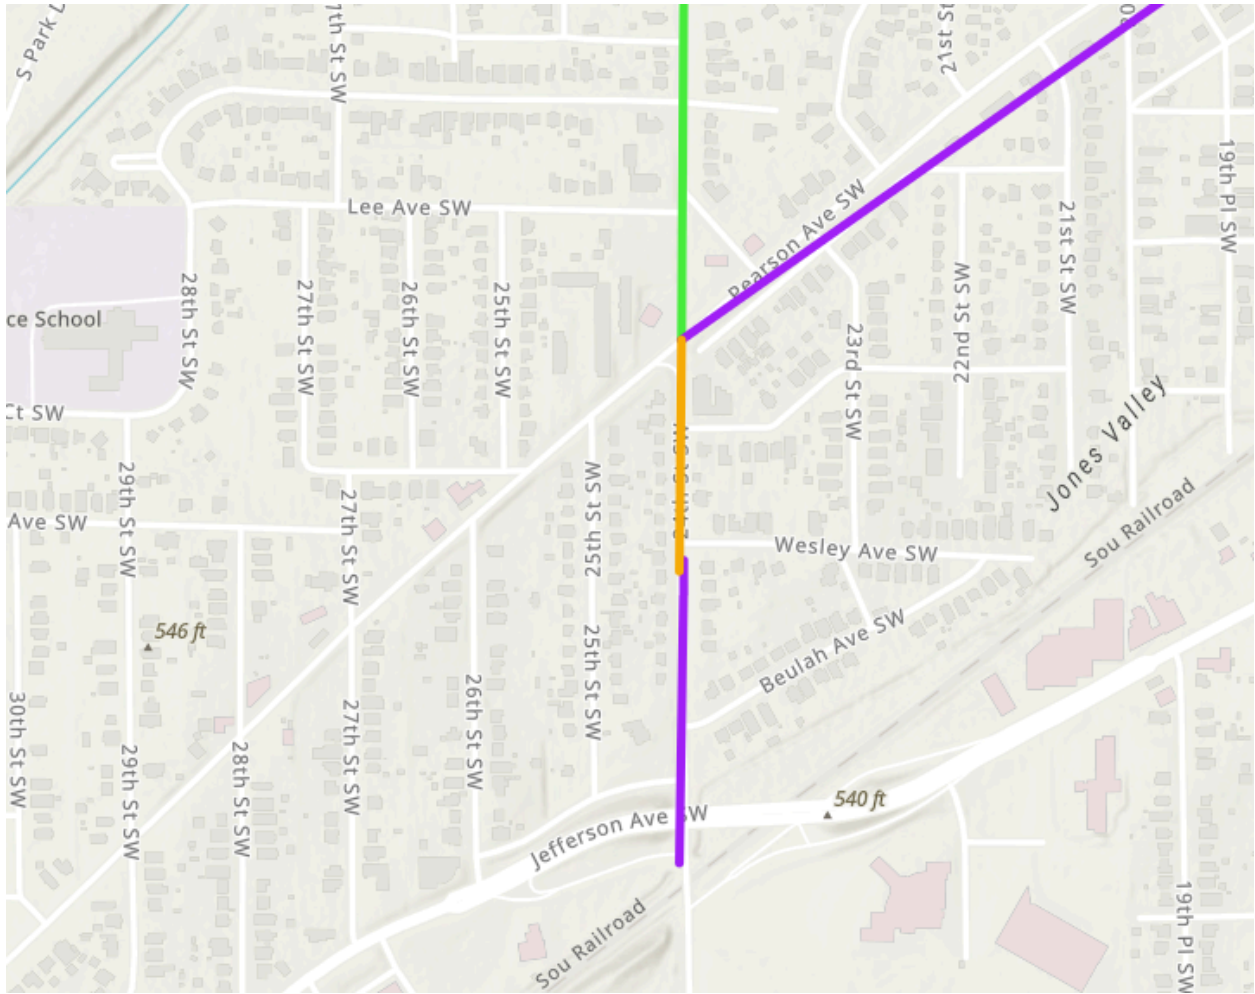 S Park L
7th St SW
21st St
20
19th Pl SW
Lee Ave SW
Pearson Ave SW
21st St SW
28th St SW
27th St SW
26th St SW
25th St SW
22nd St SW
23rd St SW
ce School
Ct SW
Jones Valley
29th St SW
27th St SW
25th St SW
Ave SW
Wesley Ave SW
Sou Railroad
546 ft
25th St SW
Beulah Ave SW
30th St SW
29th St SW
28th St SW
27th St SW
26th St SW
540 ft
Jefferson Ave SW
Sou Railroad
19th Pl SW